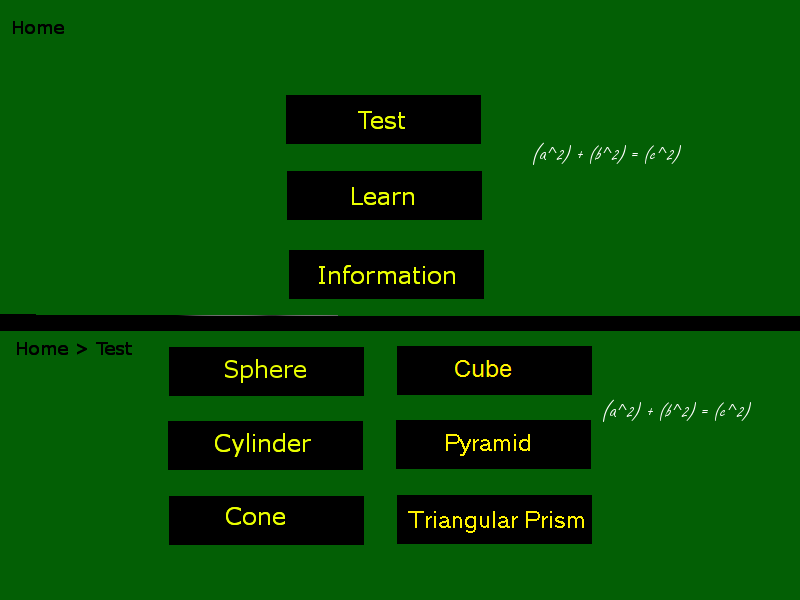 Home
Test
(a^2) + (b^2) = (c^2)
Learn
Information
Home > Test
Sphere
Cube
(a^2) + (b^2) = (c^2)
Cylinder
Pyramid
Cone
Triangular Prism